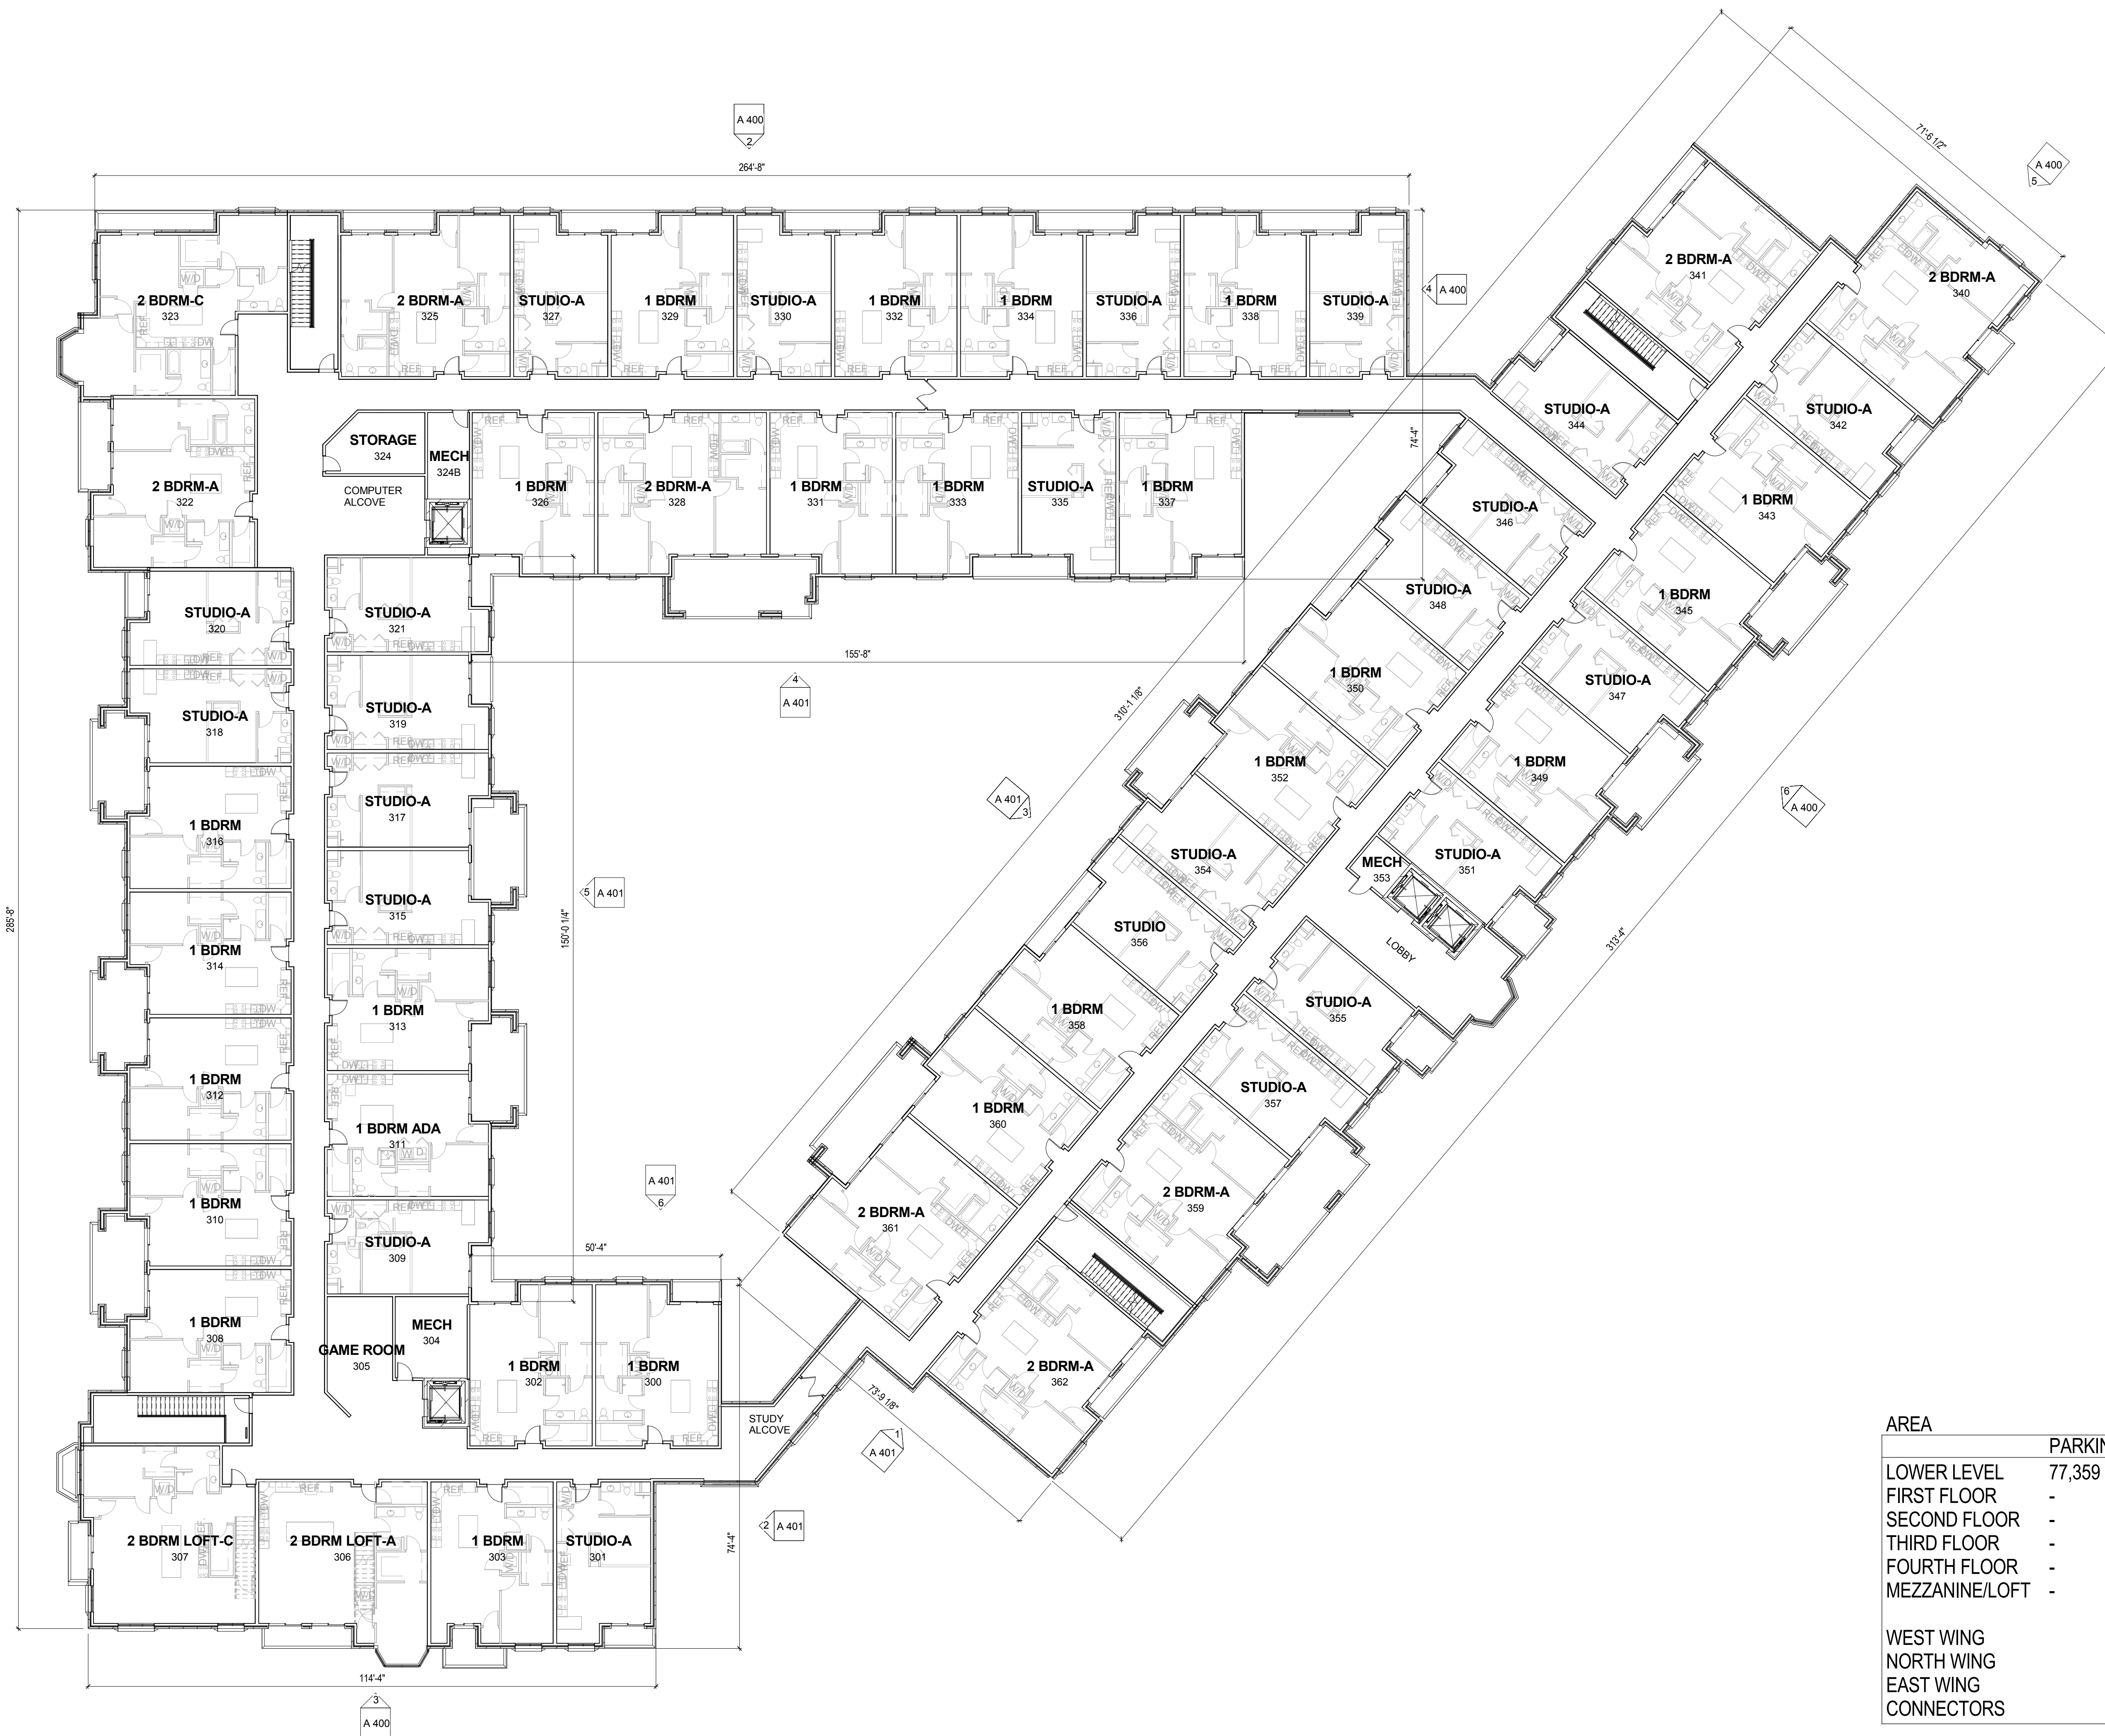 A 400
2
264'-8"
71'-6 1/2"
A 400
5
2 BDRM-C
323
2 BDRM-A
325
STUDIO-A
327
1 BDRM
329
STUDIO-A
330
1 BDRM
332
1 BDRM
334
STUDIO-A
336
1 BDRM
338
STUDIO-A
339
4
A 400
2 BDRM-A
341
2 BDRM-A
340
STUDIO-A
344
STUDIO-A
342
1 BDRM
343
STORAGE
324
MECH
324B
COMPUTER
ALCOVE
1 BDRM
326
2 BDRM-A
328
1 BDRM
331
1 BDRM
333
STUDIO-A
335
1 BDRM
337
74'-4"
2 BDRM-A
322
STUDIO-A
346
STUDIO-A
348
1 BDRM
345
STUDIO-A
320
STUDIO-A
321
155'-8"
4
A 401
STUDIO-A
318
STUDIO-A
319
1 BDRM
350
STUDIO-A
347
310'-1 1/8"
1 BDRM
352
1 BDRM
349
A 401
3
6
A 400
1 BDRM
316
STUDIO-A
317
STUDIO-A
354
STUDIO-A
351
MECH
353
285'-8"
STUDIO-A
315
5
A 401
150'-0 1/4"
STUDIO
356
LOBBY
313'-4"
1 BDRM
314
1 BDRM
313
1 BDRM
358
STUDIO-A
355
1 BDRM
312
1 BDRM ADA
311
1 BDRM
360
STUDIO-A
357
1 BDRM
310
STUDIO-A
309
A 401
6
2 BDRM-A
361
2 BDRM-A
359
50'-4"
1 BDRM
308
GAME ROOM
305
MECH
304
1 BDRM
302
1 BDRM
300
2 BDRM-A
362
73'-9 1/8"
STUDY
ALCOVE
1
A 401
2 BDRM LOFT-C
307
2 BDRM LOFT-A
306
1 BDRM
303
STUDIO-A
301
74'-4"
2
A 401
114'-4"
3
A 400
AREA
PARKIN
LOWER LEVEL 77,359
FIRST FLOOR -
SECOND FLOOR -
THIRD FLOOR -
FOURTH FLOOR -
MEZZANINE/LOFT -
WEST WING
NORTH WING
EAST WING
CONNECTORS